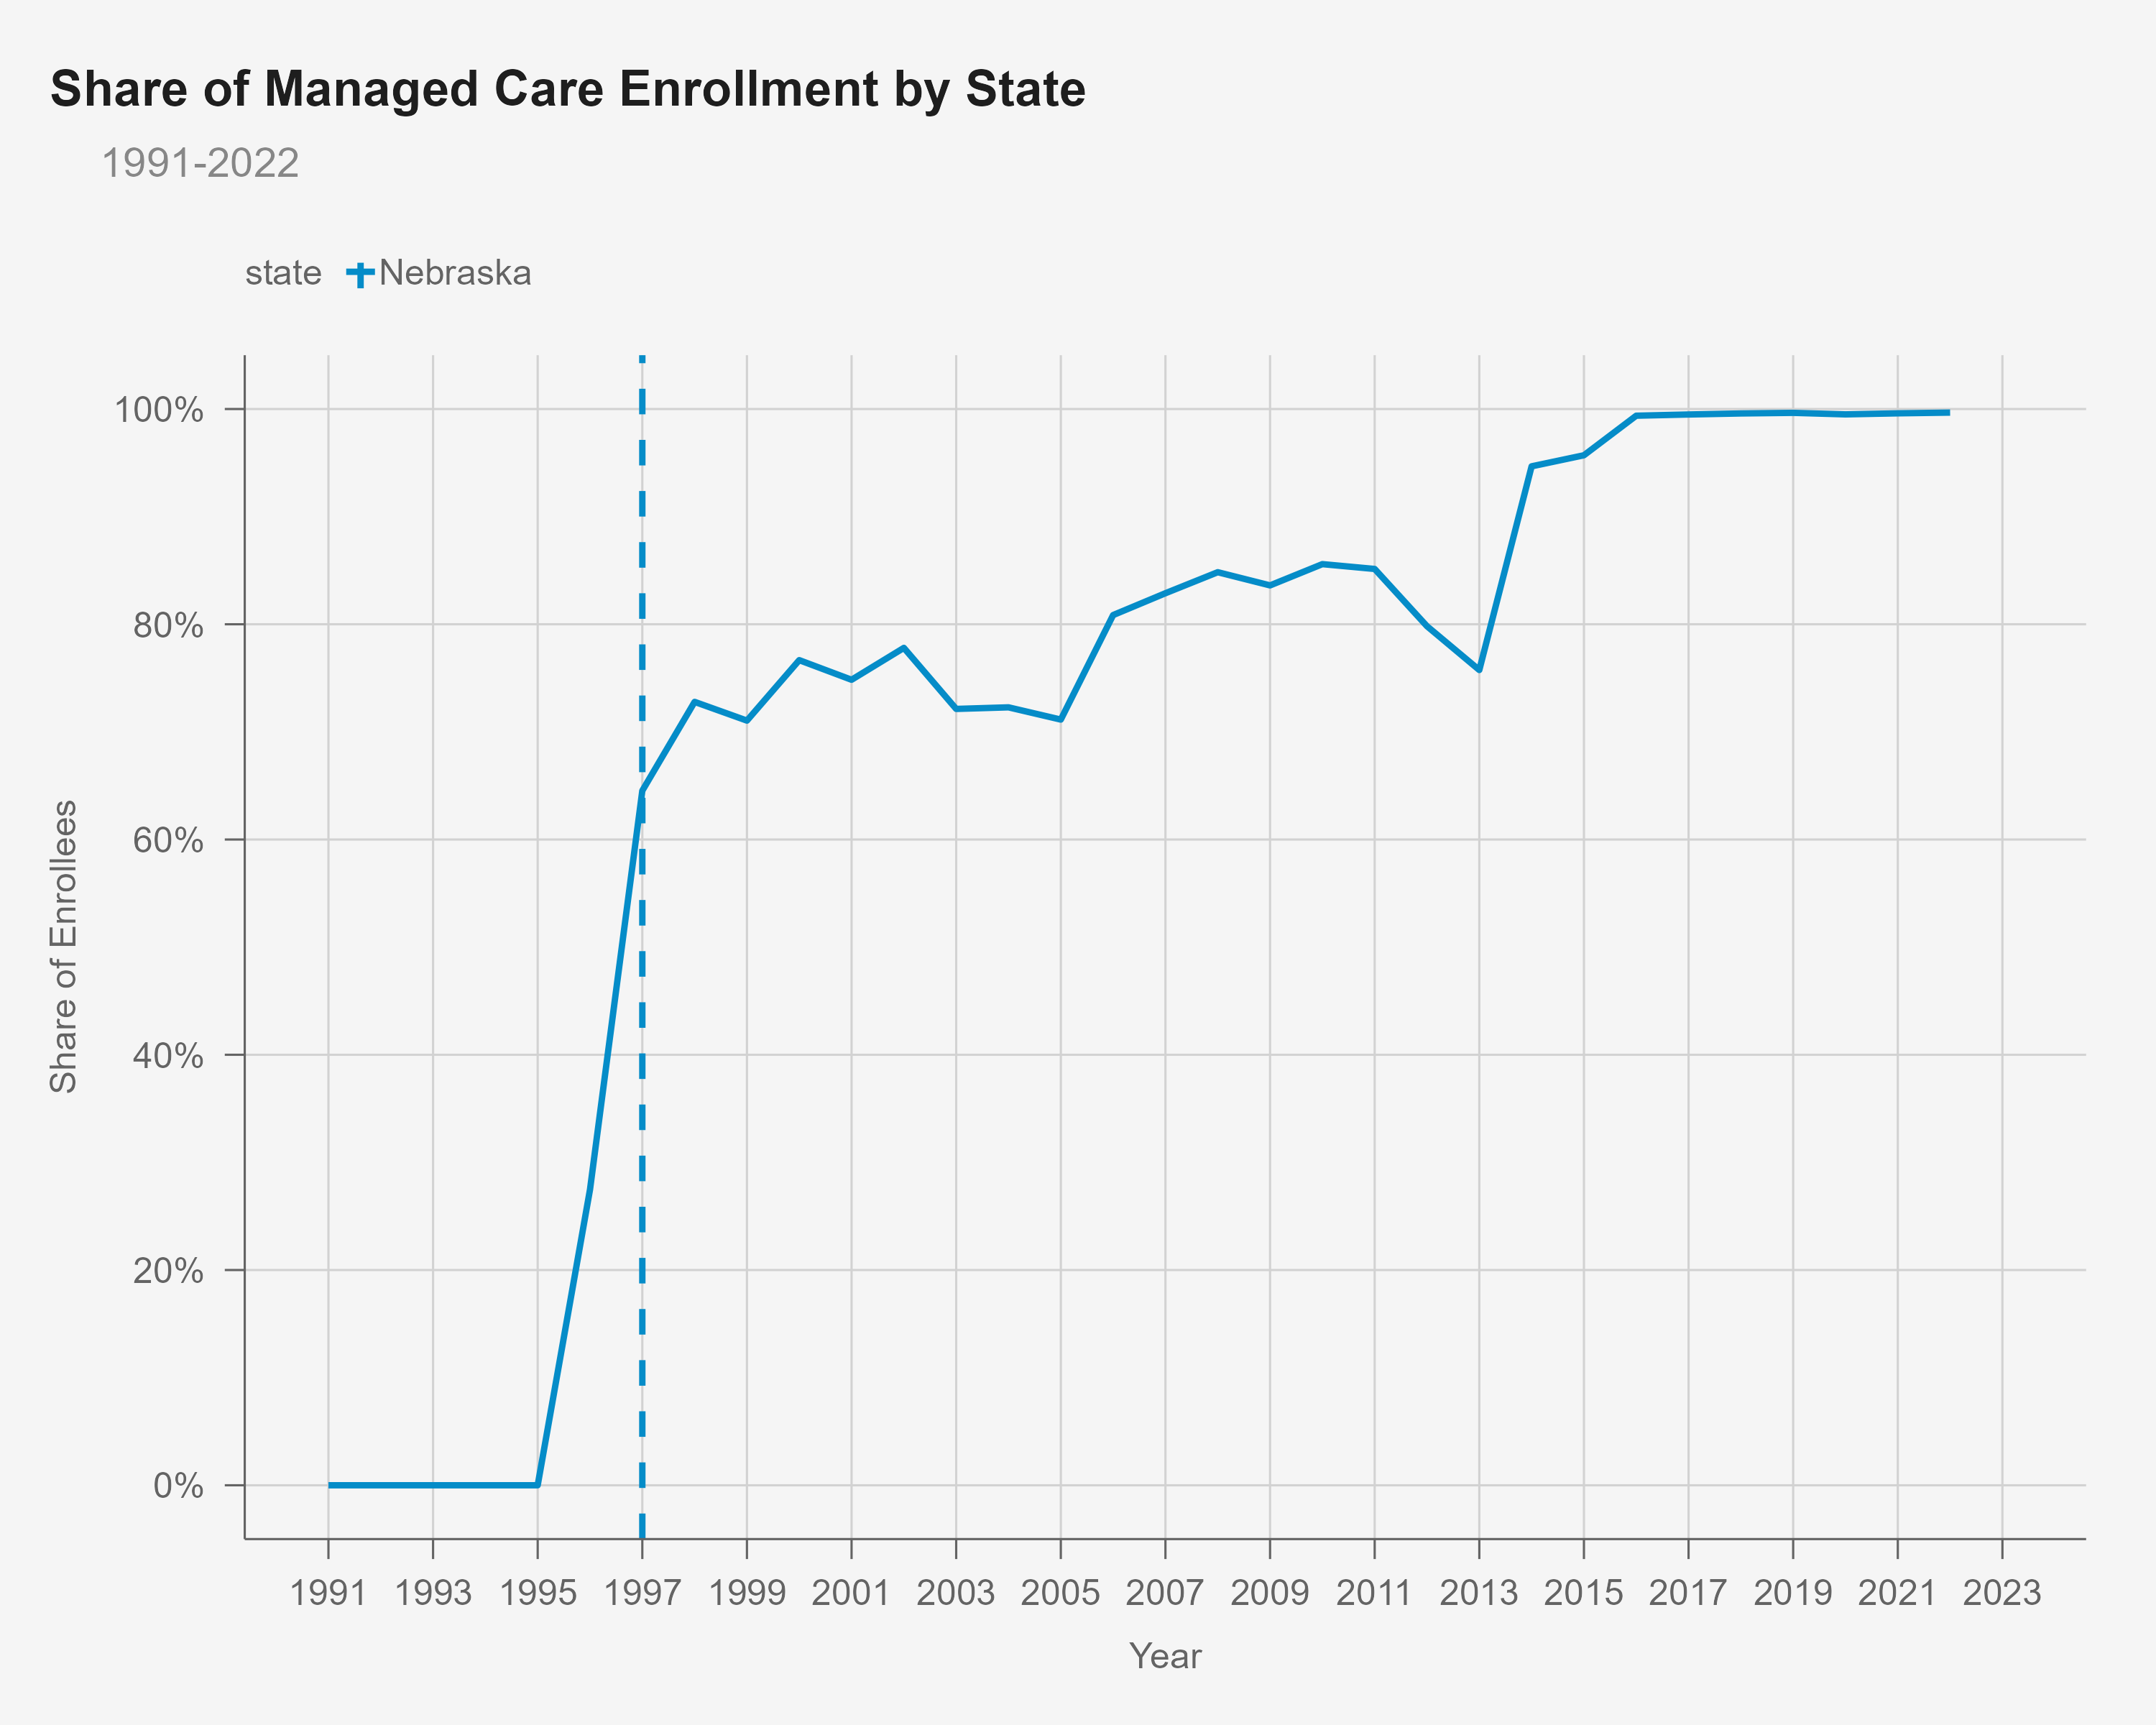 Share of Managed Care Enrollment by State
1991-2022
state Nebraska
100%
80%
60%
40%
20%
0%
Share of Enrollees
1991 1993 1995 1997 1999 2001 2003 2005 2007 2009 2011 2013 2015 2017 2019 2021 2023
Year